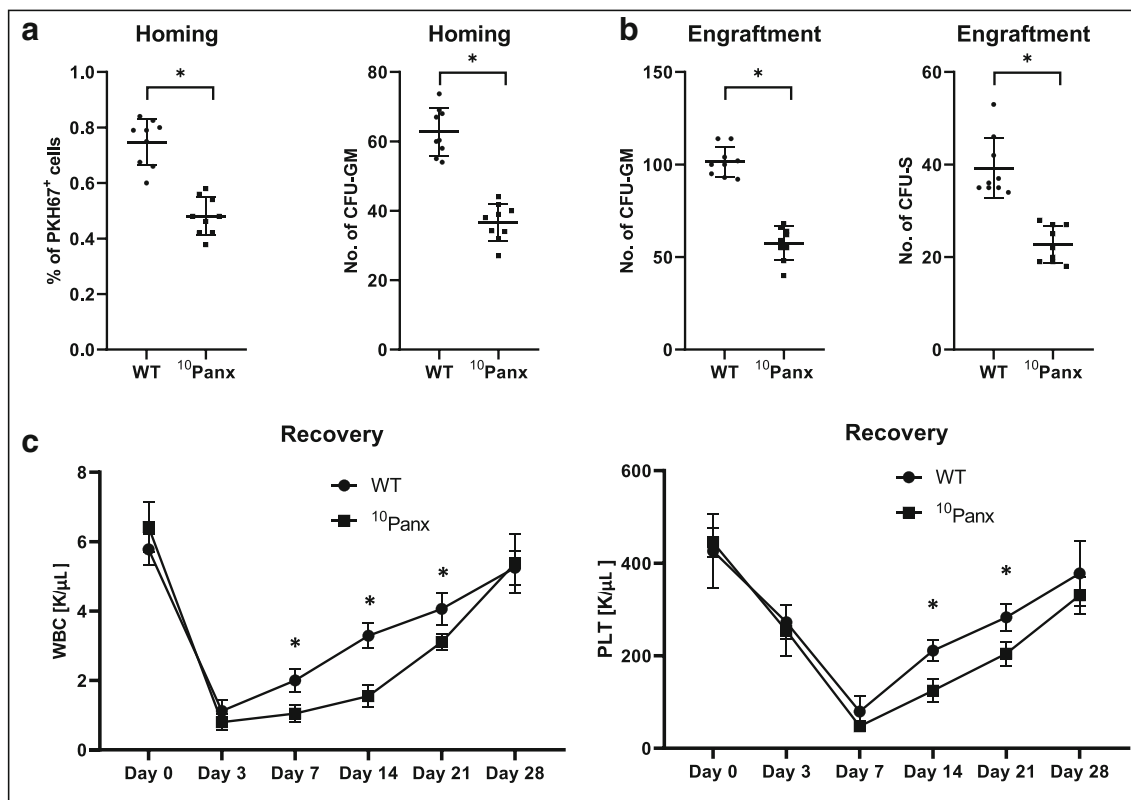 a
Homing
*
1.0
0.8
0.6
0.4
0.2
0.0
% of PKH67⁺ cells
WT ¹⁰Panx
Homing
*
80
60
40
20
0
No. of CFU-GM
WT ¹⁰Panx
b
Engraftment
*
150
100
50
0
No. of CFU-GM
WT ¹⁰Panx
Engraftment
*
60
40
20
0
No. of CFU-S
WT ¹⁰Panx
c
Recovery
WT
¹⁰Panx
8
6
4
2
0
WBC [K/µL]
* * *
Day 0 Day 3 Day 7 Day 14 Day 21 Day 28
Recovery
WT
¹⁰Panx
600
400
200
0
PLT [K/µL ]
* *
Day 0 Day 3 Day 7 Day 14 Day 21 Day 28